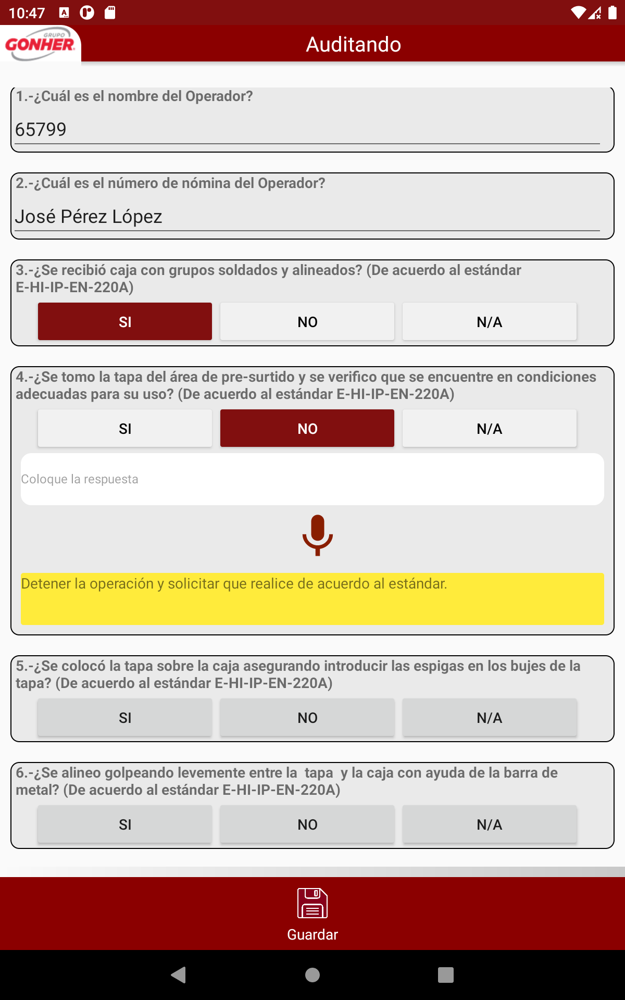 10:47
GRUPO
GONHER
Auditando
1.-¿Cuál es el nombre del Operador?
65799
2.-¿Cuál es el número de nómina del Operador?
José Pérez López
3.-¿Se recibió caja con grupos soldados y alineados? (De acuerdo al estándar
E-HI-IP-EN-220A)
SI NO N/A
4.-¿Se tomo la tapa del área de pre-surtido y se verifico que se encuentre en condiciones
adecuadas para su uso? (De acuerdo al estándar E-HI-IP-EN-220A)
SI NO N/A
Coloque la respuesta
Detener la operación y solicitar que realice de acuerdo al estándar.
5.-¿Se colocó la tapa sobre la caja asegurando introducir las espigas en los bujes de la
tapa? (De acuerdo al estándar E-HI-IP-EN-220A)
SI NO N/A
6.-¿Se alineo golpeando levemente entre la  tapa  y la caja con ayuda de la barra de
metal? (De acuerdo al estándar E-HI-IP-EN-220A)
SI NO N/A
Guardar